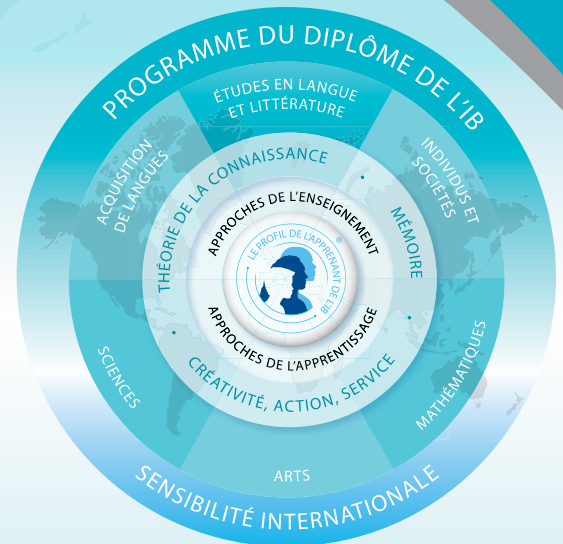 PROGRAMME DU DIPLÔME DE L'IB
ÉTUDES EN LANGUE
ET LITTÉRATURE
ACQUISITION
DE LANGUES
INDIVIDUS ET
SOCIÉTÉS
THÉORIE DE LA CONNAISSANCE
MÉMOIRE
APPROCHES DE L'ENSEIGNEMENT
LE PROFIL DE L'APPRENANT DE L'IB
®
APPROCHES DE L'APPRENTISSAGE
CRÉATIVITÉ, ACTION, SERVICE
SCIENCES
MATHÉMATIQUES
ARTS
SENSIBILITÉ INTERNATIONALE